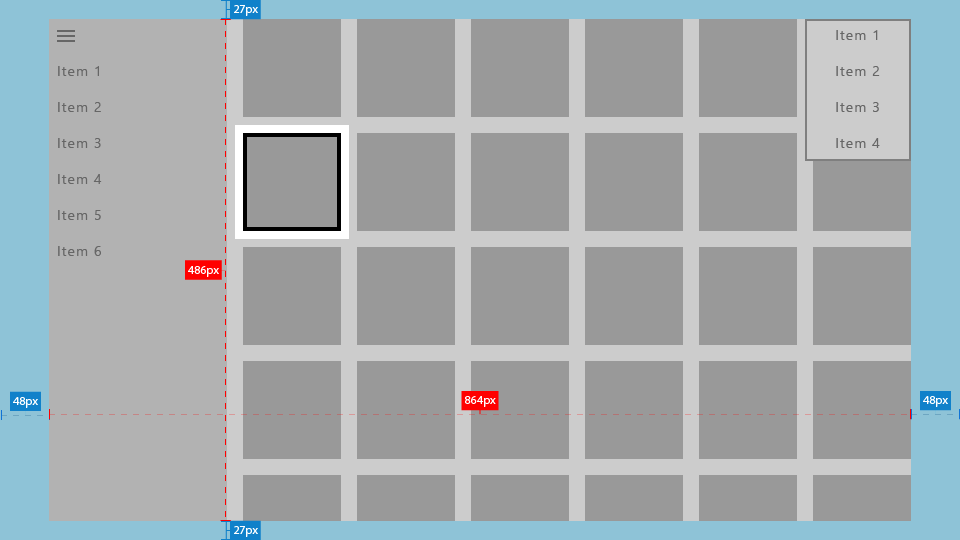 27px
Item 1
Item 2
Item 3
Item 4
Item 5
Item 6
Item 1
Item 2
Item 3
Item 4
486px
48px
864px
48px
27px